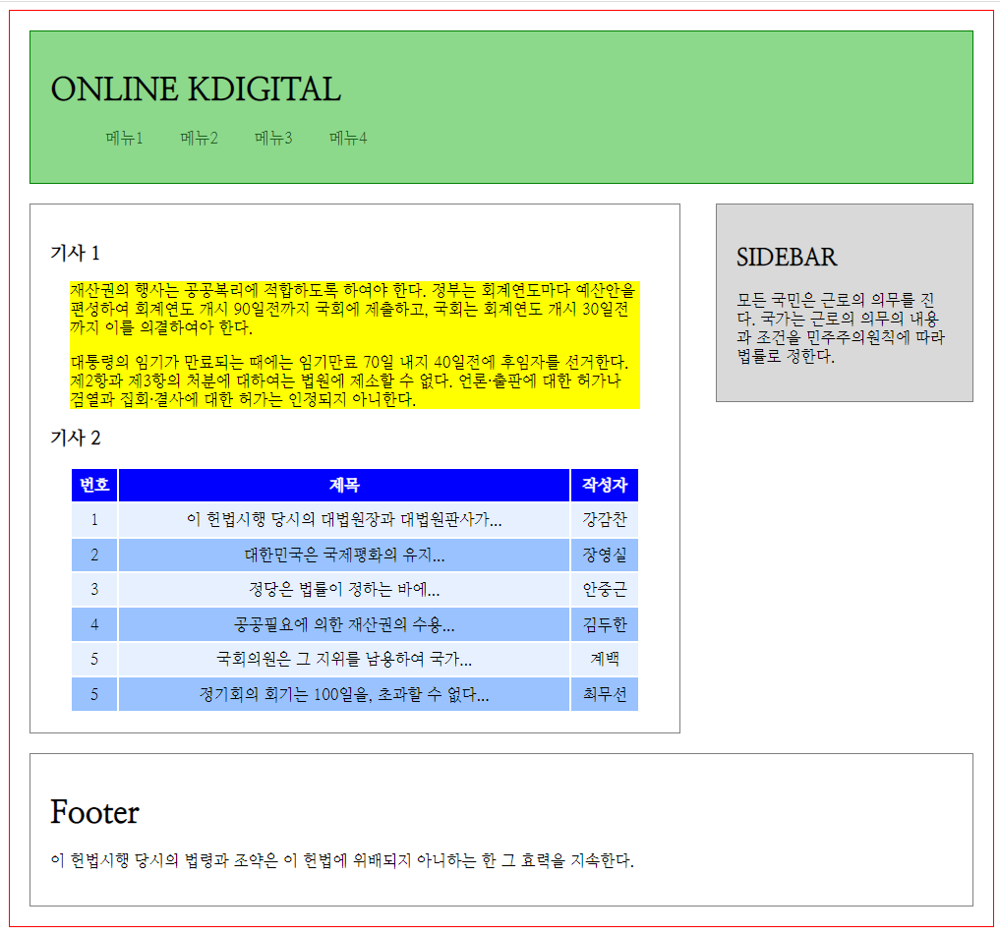 ONLINE KDIGITAL
메뉴1 메뉴2 메뉴3 메뉴4
기사 1
재산권의 행사는 공공복리에 적합하도록 하여야 한다. 정부는 회계연도마다 예산안을
편성하여 회계연도 개시 90일전까지 국회에 제출하고, 국회는 회계연도 개시 30일전
까지 이를 의결하여아 한다.
대통령의 임기가 만료되는 때에는 임기만료 70일 내지 40일전에 후임자를 선거한다.
제2항과 제3항의 처분에 대하여는 법원에 제소할 수 없다. 언론·출판에 대한 허가나
검열과 집회·결사에 대한 허가는 인정되지 아니한다.
기사 2
번호 제목 작성자
1 이 헌법시행 당시의 대법원장과 대법원판사가... 강감찬
2 대한민국은 국제평화의 유지... 장영실
3 정당은 법률이 정하는 바에... 안중근
4 공공필요에 의한 재산권의 수용... 김두한
5 국회의원은 그 지위를 남용하여 국가... 계백
5 정기회의 회기는 100일을, 초과할 수 없다... 최무선
SIDEBAR
모든 국민은 근로의 의무를 진
다. 국가는 근로의 의무의 내용
과 조건을 민주주의원칙에 따라
법률로 정한다.
Footer
이 헌법시행 당시의 법령과 조약은 이 헌법에 위배되지 아니하는 한 그 효력을 지속한다.